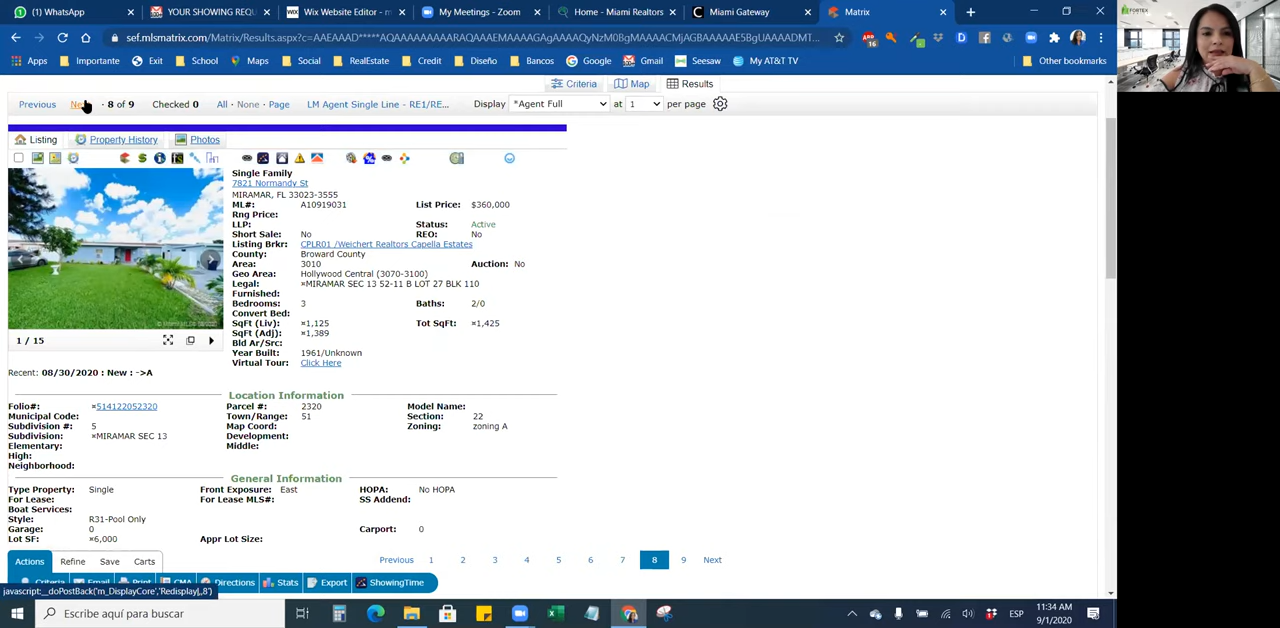 (1) WhatsApp
YOUR SHOWING REQU
Wix Website Editor - m
My Meetings - Zoom
Home - Miami Realtors
Miami Gateway
Matrix
FORTEX
sef.mlsmatrix.com/Matrix/Results.aspx?c=AAEAAAD*****AQAAAAAAAAARAQAAAEMAAAAGAgAAAAQyNzM0BgMAAAACMjAGBAAAAAE5BgUAAAADMT...
16
Apps Importante Exit School Maps Social RealEstate Credit Diseño Bancos Google Gmail Seesaw My AT&T TV Other bookmarks
Criteria Map Results
Previous · 8 of 9 Checked 0 All · None · Page LM Agent Single Line - RE1/RE... Display *Agent Full at 1 per page
Listing Property History Photos
Single Family
7821 Normandy St
MIRAMAR, FL 33023-3555
ML#: A10919031 List Price: $360,000
Rng Price:
LLP: Status: Active
Short Sale: No REO: No
Listing Brkr: CPLR01 /Weichert Realtors Capella Estates
County: Broward County
Area: 3010 Auction: No
Geo Area: Hollywood Central (3070-3100)
Legal: ¤MIRAMAR SEC 13 52-11 B LOT 27 BLK 110
Furnished:
Bedrooms: 3 Baths: 2/0
Convert Bed:
SqFt (Liv): ¤1,125 Tot SqFt: ¤1,425
SqFt (Adj): ¤1,389
Bld Ar/Src:
Year Built: 1961/Unknown
Virtual Tour: Click Here
1 / 15
Recent: 08/30/2020 : New : ->A
Location Information
Folio#: ¤514122052320 Parcel #: 2320 Model Name:
Municipal Code: Town/Range: 51 Section: 22
Subdivision #: 5 Map Coord: Zoning: zoning A
Subdivision: ¤MIRAMAR SEC 13 Development:
Elementary: Middle:
High:
Neighborhood:
General Information
Type Property: Single Front Exposure: East HOPA: No HOPA
For Lease: For Lease MLS#: SS Addend:
Boat Services:
Style: R31-Pool Only
Garage: 0 Carport: 0
Lot SF: ¤6,000 Appr Lot Size:
Actions Refine Save Carts Previous 1 2 3 4 5 6 7 8 9 Next
Criteria Email Print CMA Directions Stats Export ShowingTime
javascript:__doPostBack('m_DisplayCore','Redisplay|,,8')
Escribe aquí para buscar
ESP
11:34 AM
9/1/2020